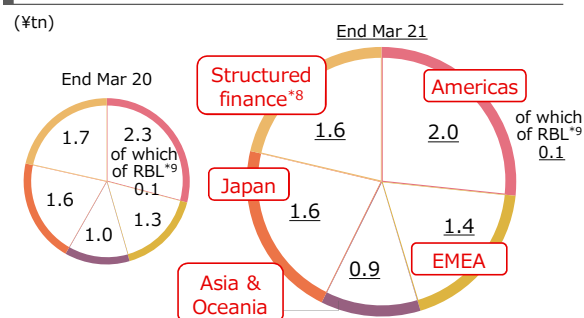 (¥tn)
End Mar 20
1.7
2.3
of which
of RBL*9
0.1
1.6
1.3
1.0
End Mar 21
Structured
finance*8
Americas
1.6
2.0
of which
of RBL*9
0.1
Japan
1.6
1.4
EMEA
0.9
Asia &
Oceania